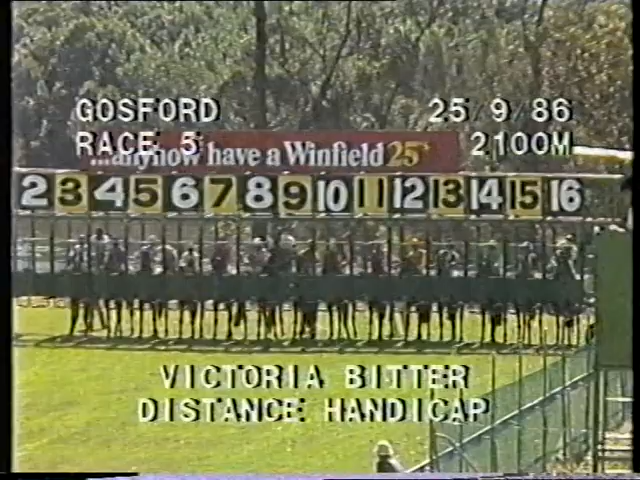 GOSFORD 25/9/86
RACE 5 2100M
anyhow have a Winfield 25's
2 3 4 5 6 7 8 9 10 11 12 13 14 15 16
VICTORIA BITTER
DISTANCE HANDICAP